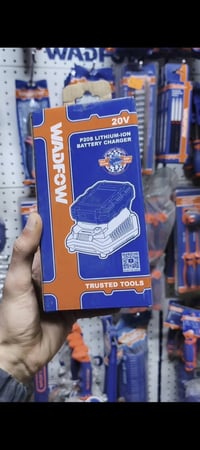 20V
P20S LITHIUM-ION
BATTERY CHARGER
WADFOW
TRUSTED TOOLS